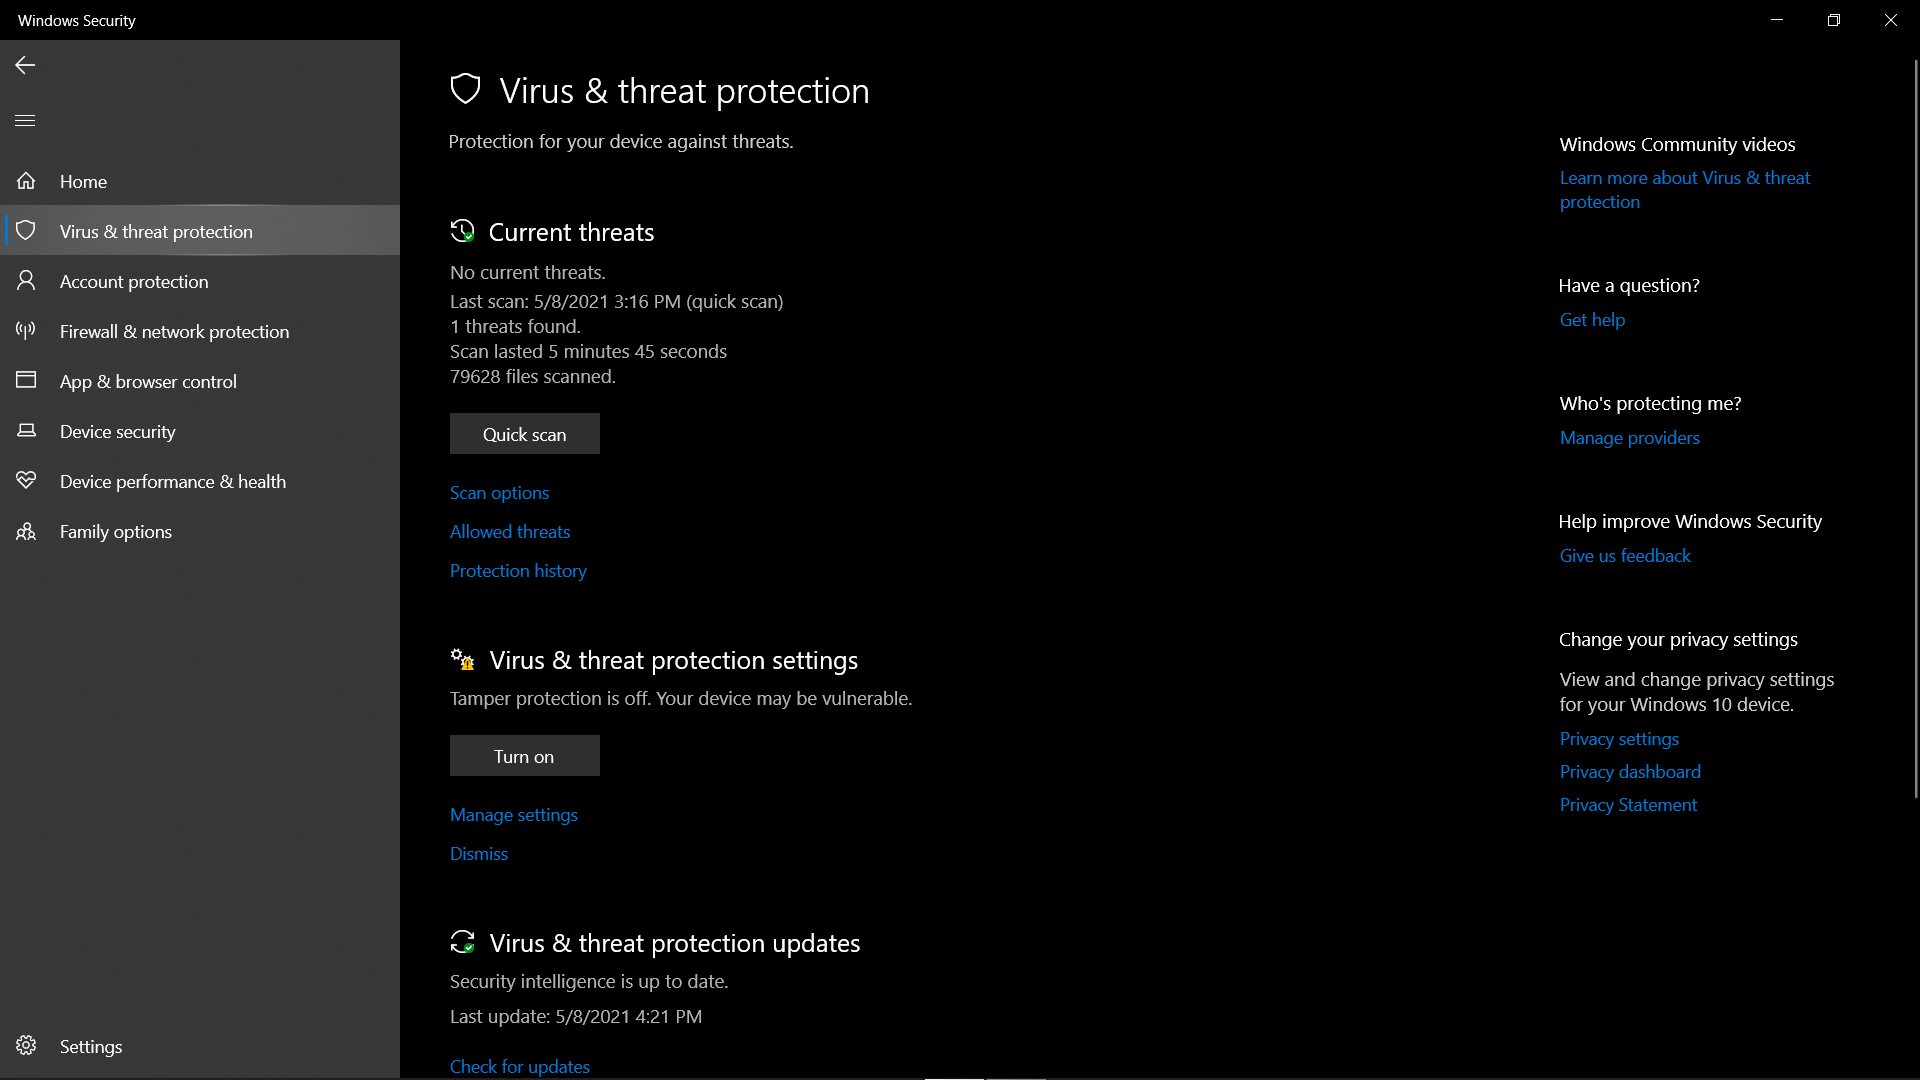 Windows Security
Home
Virus & threat protection
Account protection
Firewall & network protection
App & browser control
Device security
Device performance & health
Family options
Settings
Virus & threat protection
Protection for your device against threats.
Current threats
No current threats.
Last scan: 5/8/2021 3:16 PM (quick scan)
1 threats found.
Scan lasted 5 minutes 45 seconds
79628 files scanned.
Quick scan
Scan options
Allowed threats
Protection history
Virus & threat protection settings
Tamper protection is off. Your device may be vulnerable.
Turn on
Manage settings
Dismiss
Virus & threat protection updates
Security intelligence is up to date.
Last update: 5/8/2021 4:21 PM
Check for updates
Windows Community videos
Learn more about Virus & threat
protection
Have a question?
Get help
Who's protecting me?
Manage providers
Help improve Windows Security
Give us feedback
Change your privacy settings
View and change privacy settings
for your Windows 10 device.
Privacy settings
Privacy dashboard
Privacy Statement